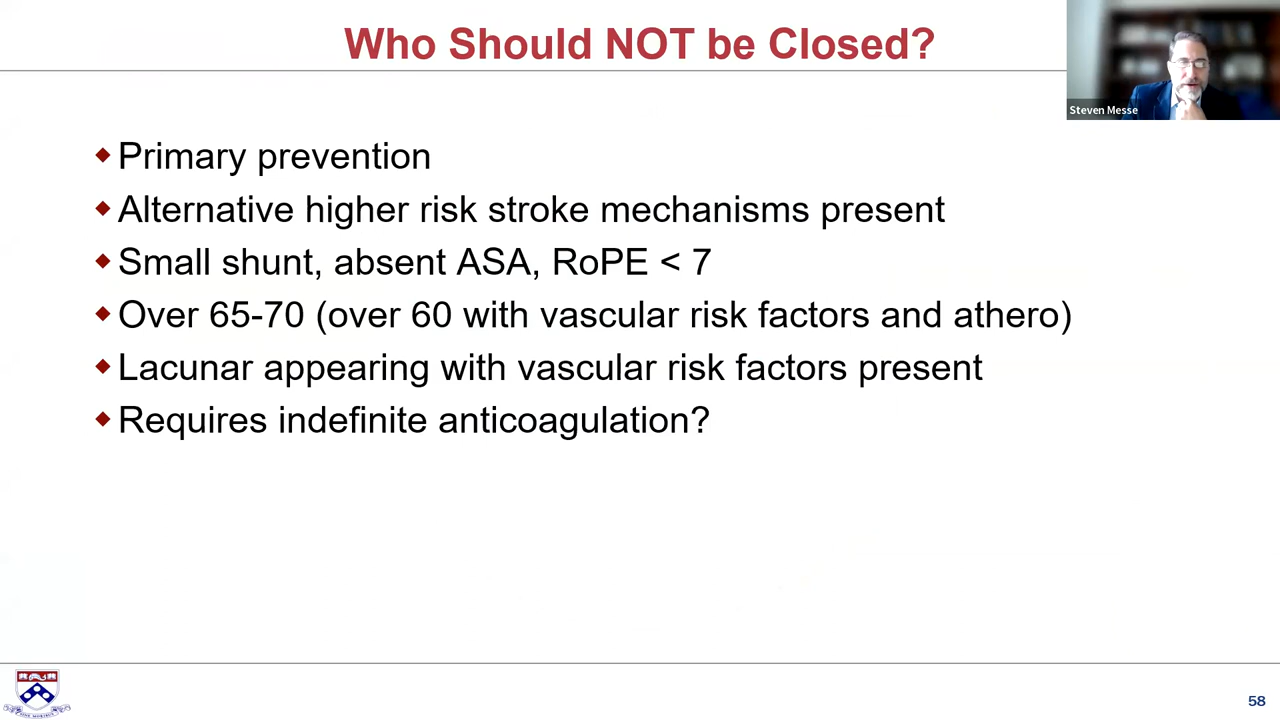 Who Should NOT be Closed?
Steven Messe
Primary prevention
Alternative higher risk stroke mechanisms present
Small shunt, absent ASA, RoPE < 7
Over 65-70 (over 60 with vascular risk factors and athero)
Lacunar appearing with vascular risk factors present
Requires indefinite anticoagulation?
58